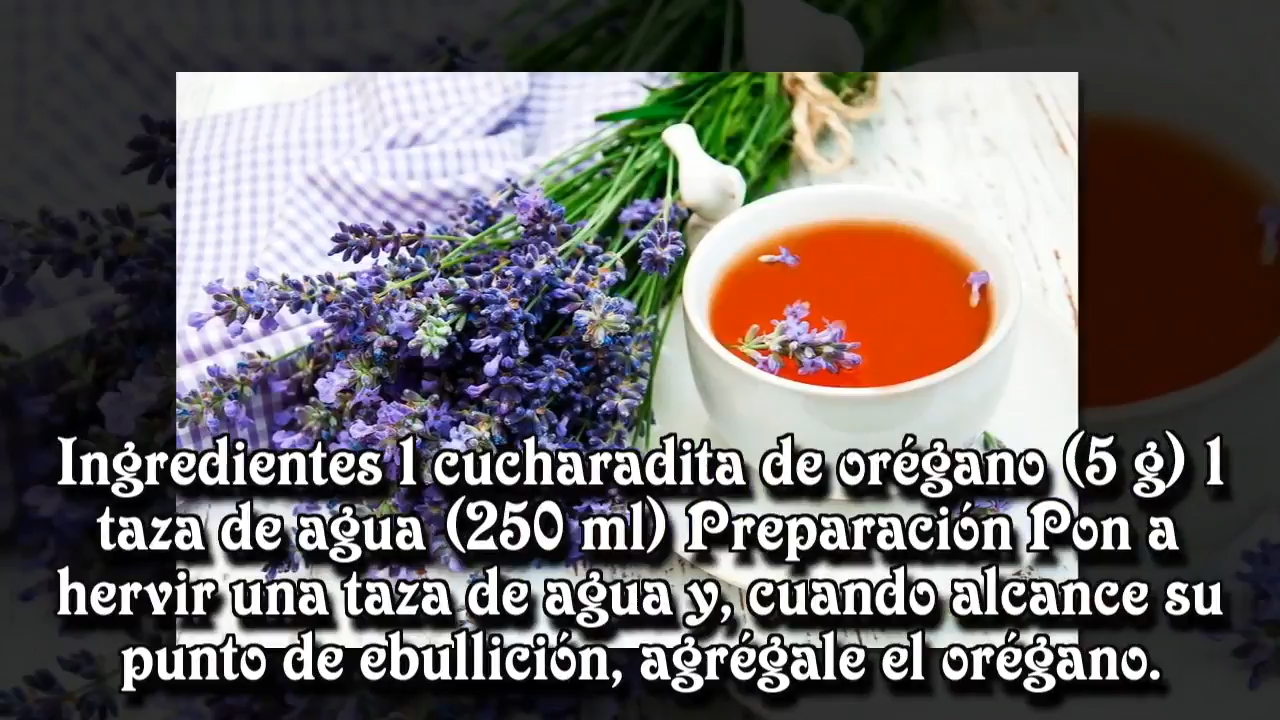 Ingredientes 1 cucharadita de orégano (5 g) 1
taza de agua (250 ml) Preparación Pon a
hervir una taza de agua y, cuando alcance su
punto de ebullición, agrégale el orégano.